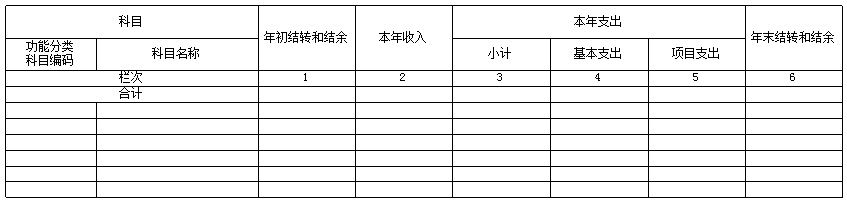 科目
年初结转和结余
本年收入
本年支出
年末结转和结余
功能分类
科目编码
科目名称
小计
基本支出
项目支出
栏次
1
2
3
4
5
6
合计